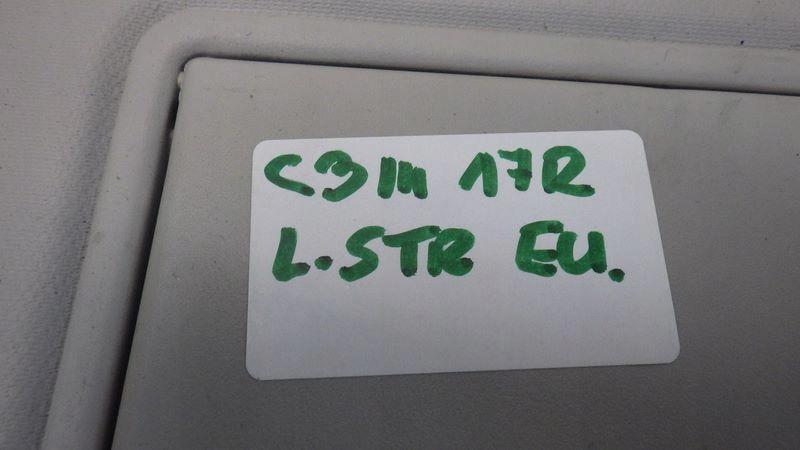 C3 III 17R
L.STR EU.